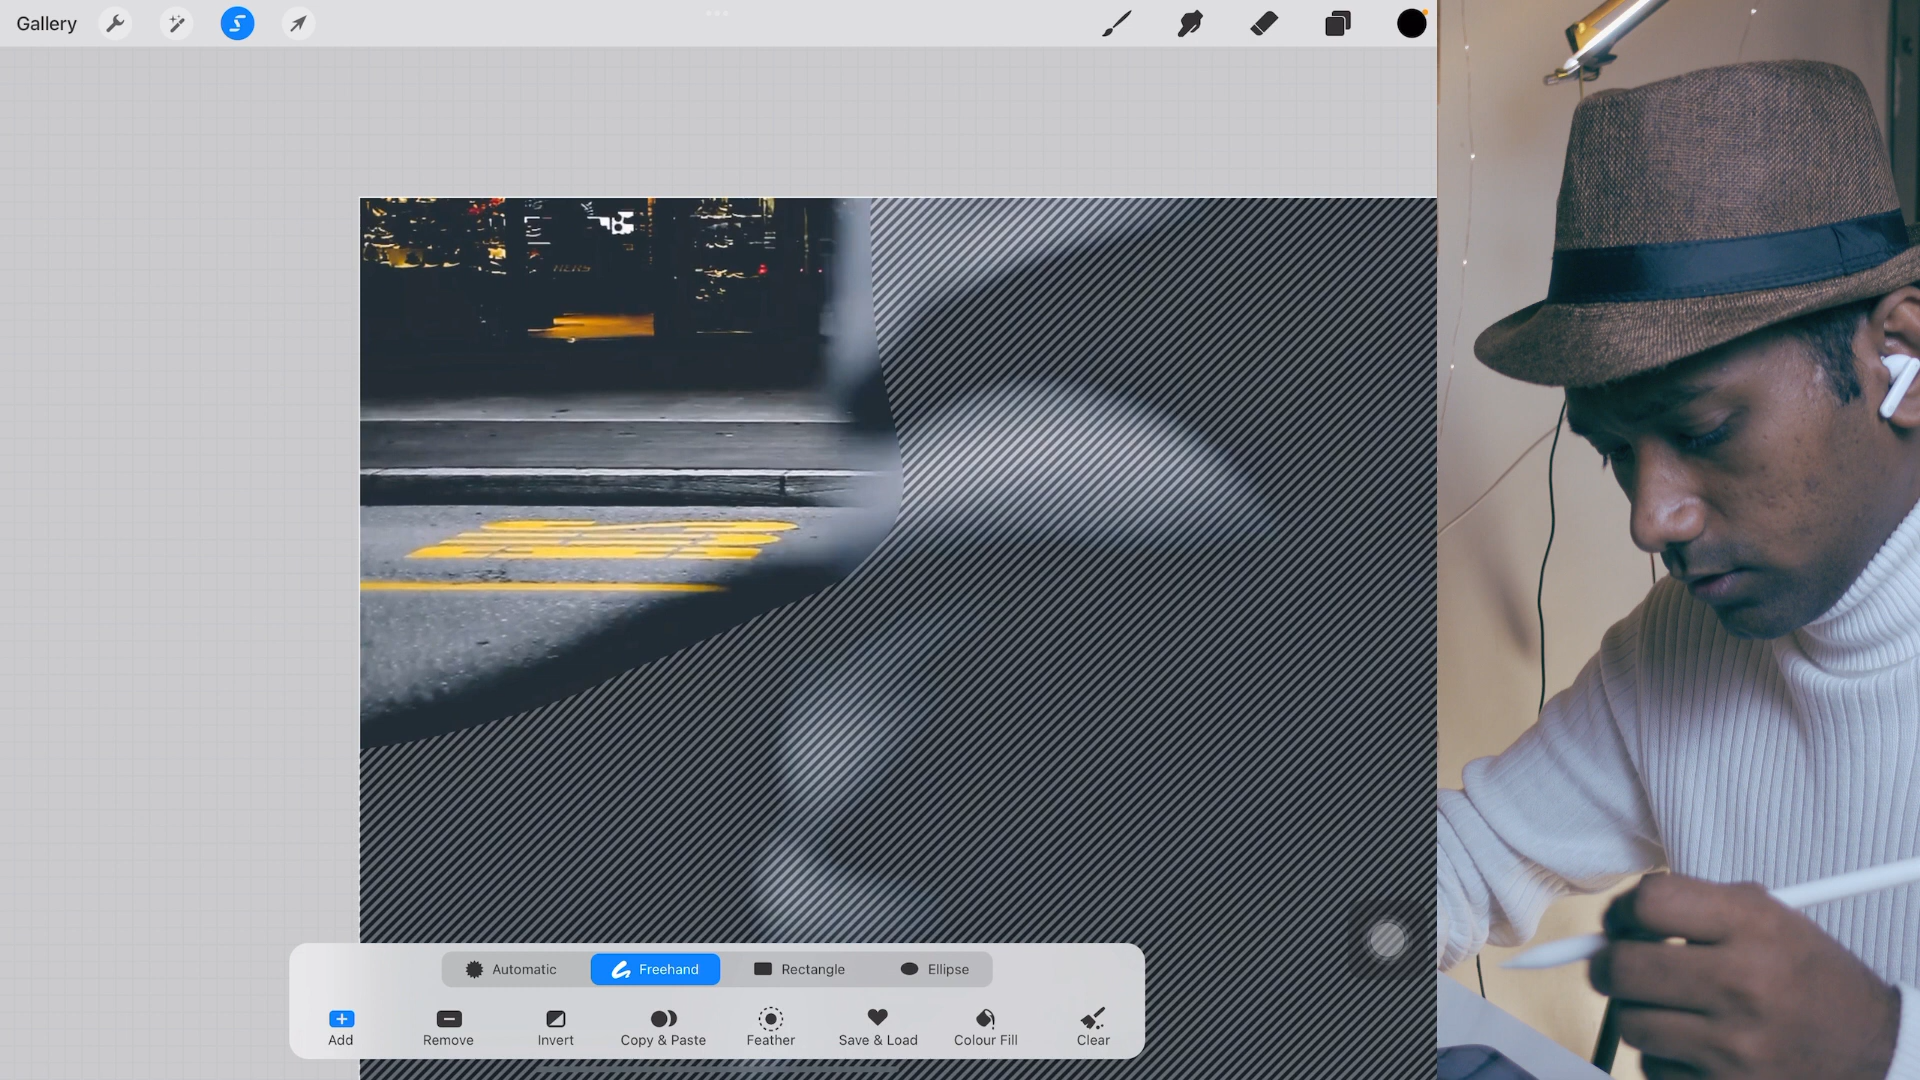 Gallery
Automatic Freehand Rectangle Ellipse
Add Remove Invert Copy & Paste Feather Save & Load Colour Fill Clear